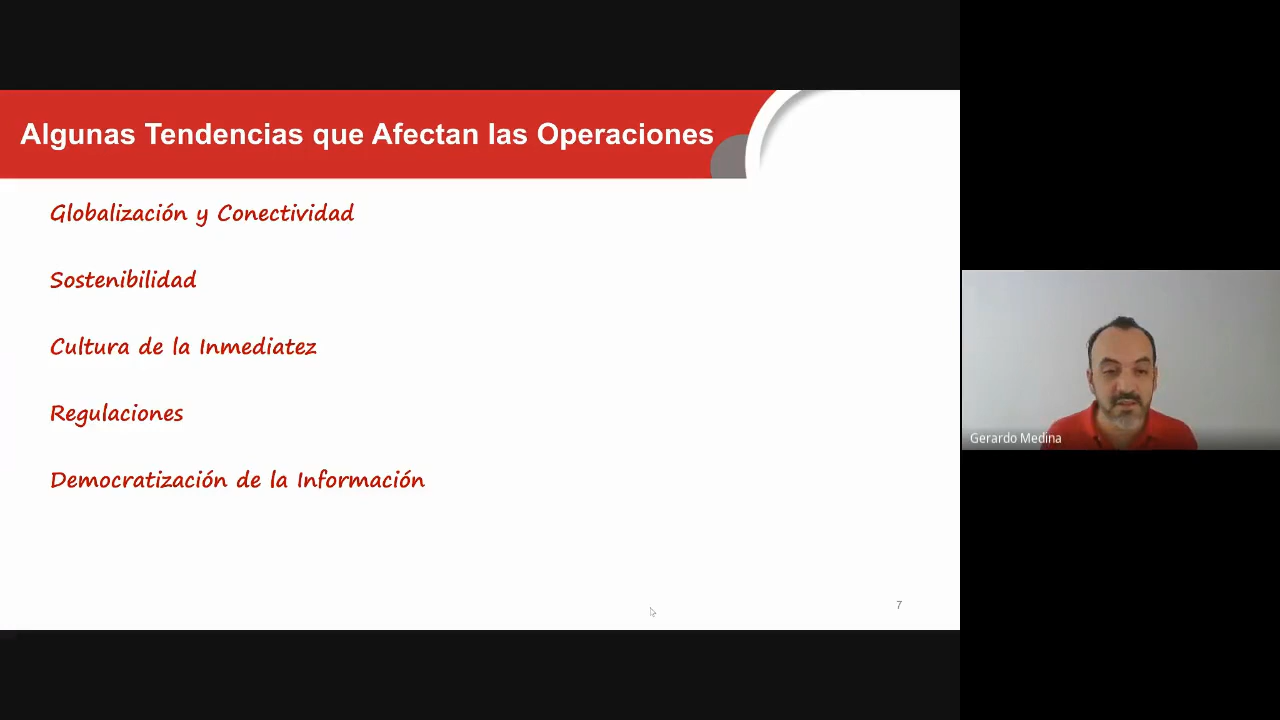 Algunas Tendencias que Afectan las Operaciones
Globalización y Conectividad
Sostenibilidad
Cultura de la Inmediatez
Regulaciones
Democratización de la Información
7
Gerardo Medina